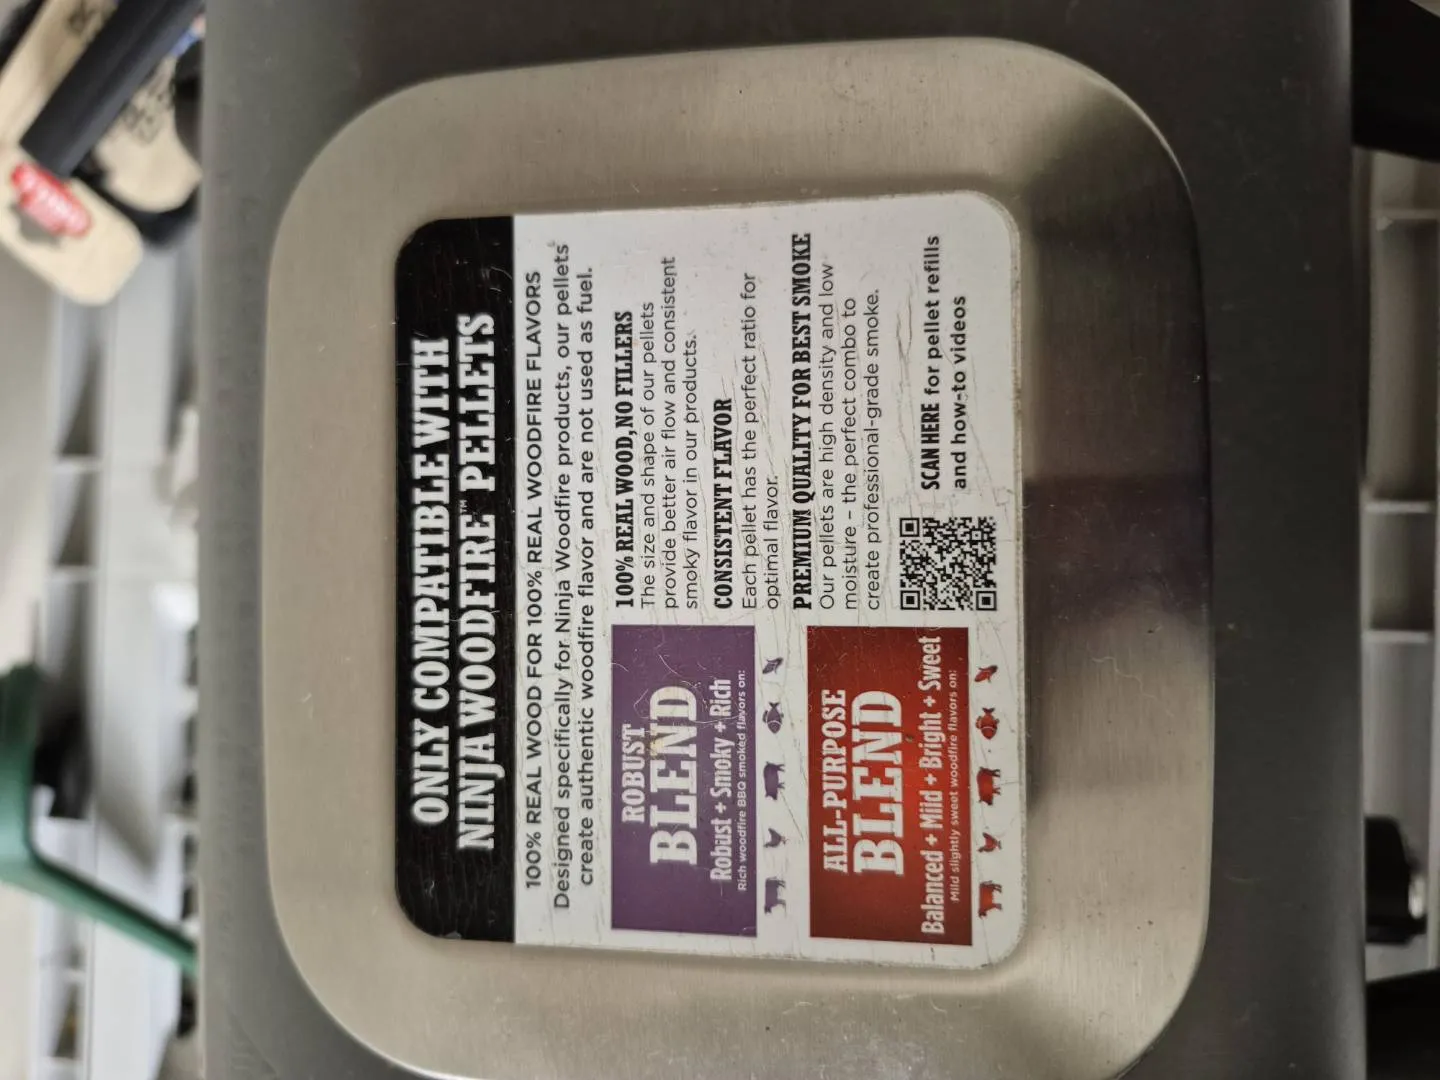 ONLY COMPATIBLE WITH
NINJA WOODFIRE™ PELLETS
100% REAL WOOD FOR 100% REAL WOODFIRE FLAVORS
Designed specifically for Ninja Woodfire products, our pellets
create authentic woodfire flavor and are not used as fuel.
ROBUST
BLEND
Robust + Smoky + Rich
Rich woodfire BBQ smoked flavors on:
ALL-PURPOSE
BLEND
Balanced + Mild + Bright + Sweet
Mild slightly sweet woodfire flavors on:
100% REAL WOOD, NO FILLERS
The size and shape of our pellets
provide better air flow and consistent
smoky flavor in our products.
CONSISTENT FLAVOR
Each pellet has the perfect ratio for
optimal flavor.
PREMIUM QUALITY FOR BEST SMOKE
Our pellets are high density and low
moisture – the perfect combo to
create professional-grade smoke.
SCAN HERE for pellet refills
and how-to videos